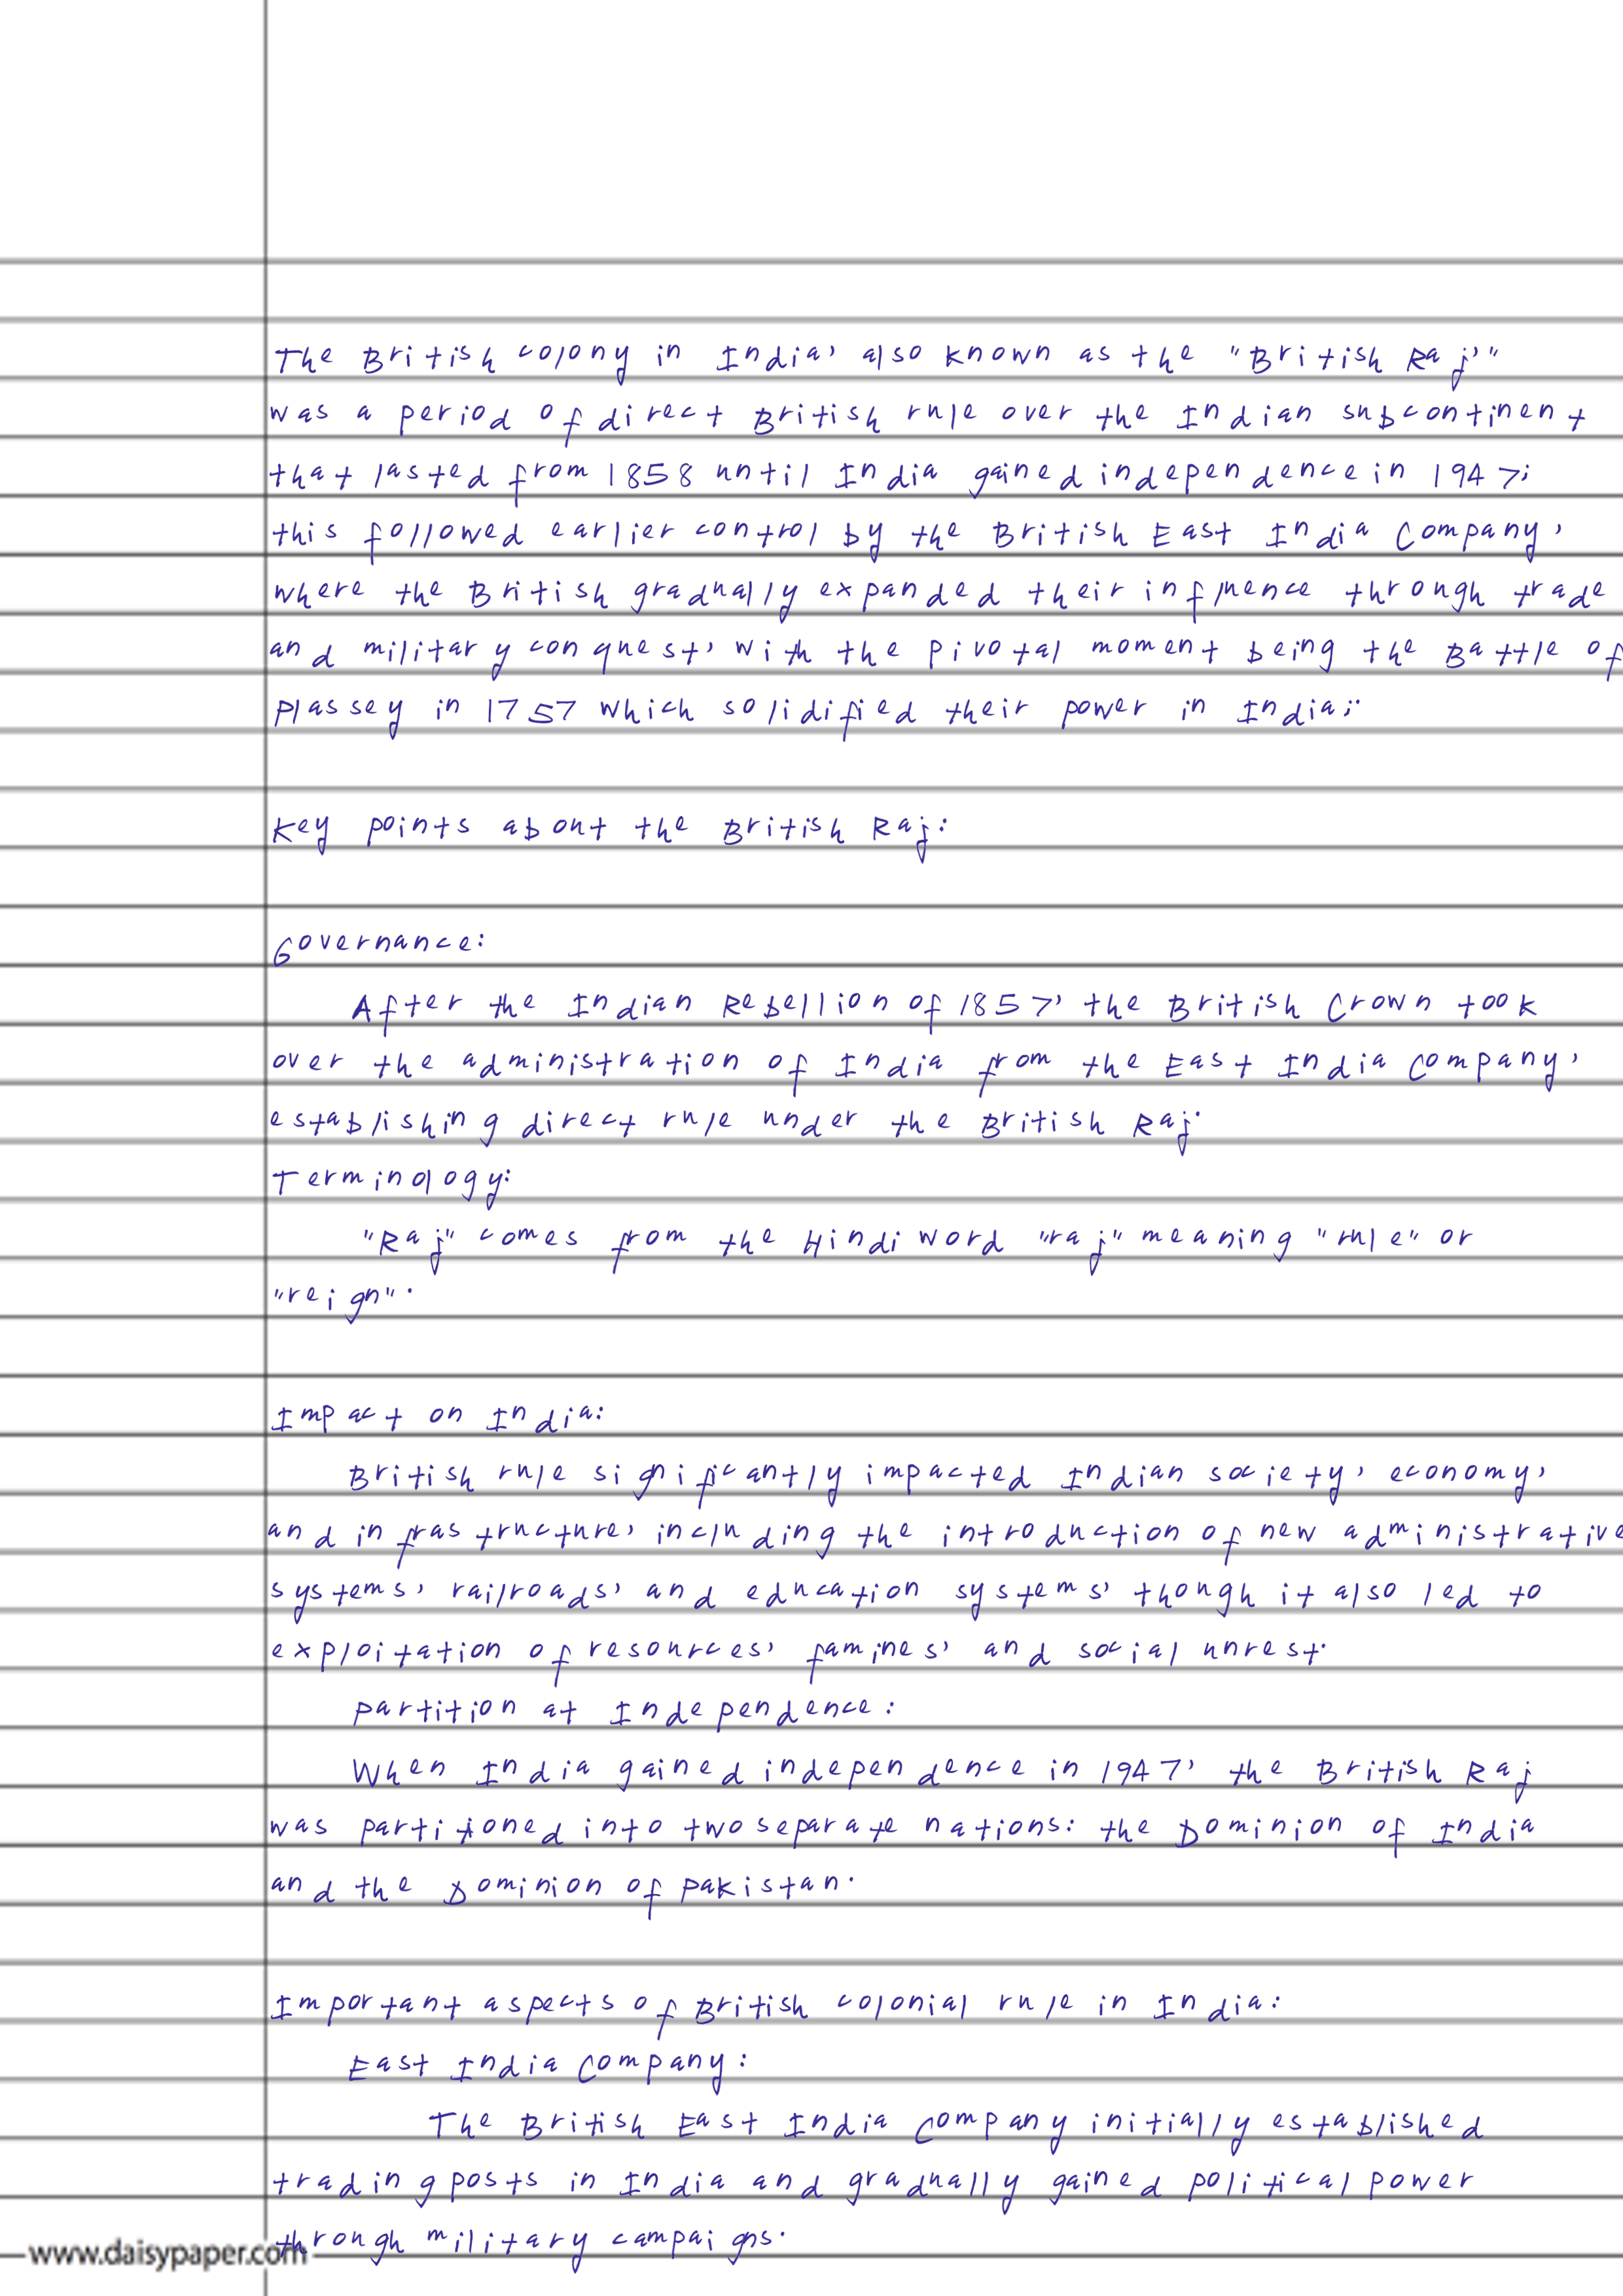 The British colony in India, also known as the "British Raj,"
was a period of direct British rule over the Indian subcontinent
that lasted from 1858 until India gained independence in 1947;
this followed earlier control by the British East India Company,
where the British gradually expanded their influence through trade
and military conquest, with the pivotal moment being the Battle of
Plassey in 1757 which solidified their power in India;.
Key points about the British Raj:
Governance:
After the Indian Rebellion of 1857, the British Crown took
over the administration of India from the East India Company,
establishing direct rule under the British Raj.
Terminology:
"Raj" comes from the Hindi word "raj" meaning "rule" or
"reign".
Impact on India:
British rule significantly impacted Indian society, economy,
and infrastructure, including the introduction of new administrative
systems, railroads, and education systems, though it also led to
exploitation of resources, famines, and social unrest.
Partition at Independence:
When India gained independence in 1947, the British Raj
was partitioned into two separate nations: the Dominion of India
and the Dominion of Pakistan.
Important aspects of British colonial rule in India:
East India Company:
The British East India Company initially established
trading posts in India and gradually gained political power
through military campaigns.
www.daisypaper.com